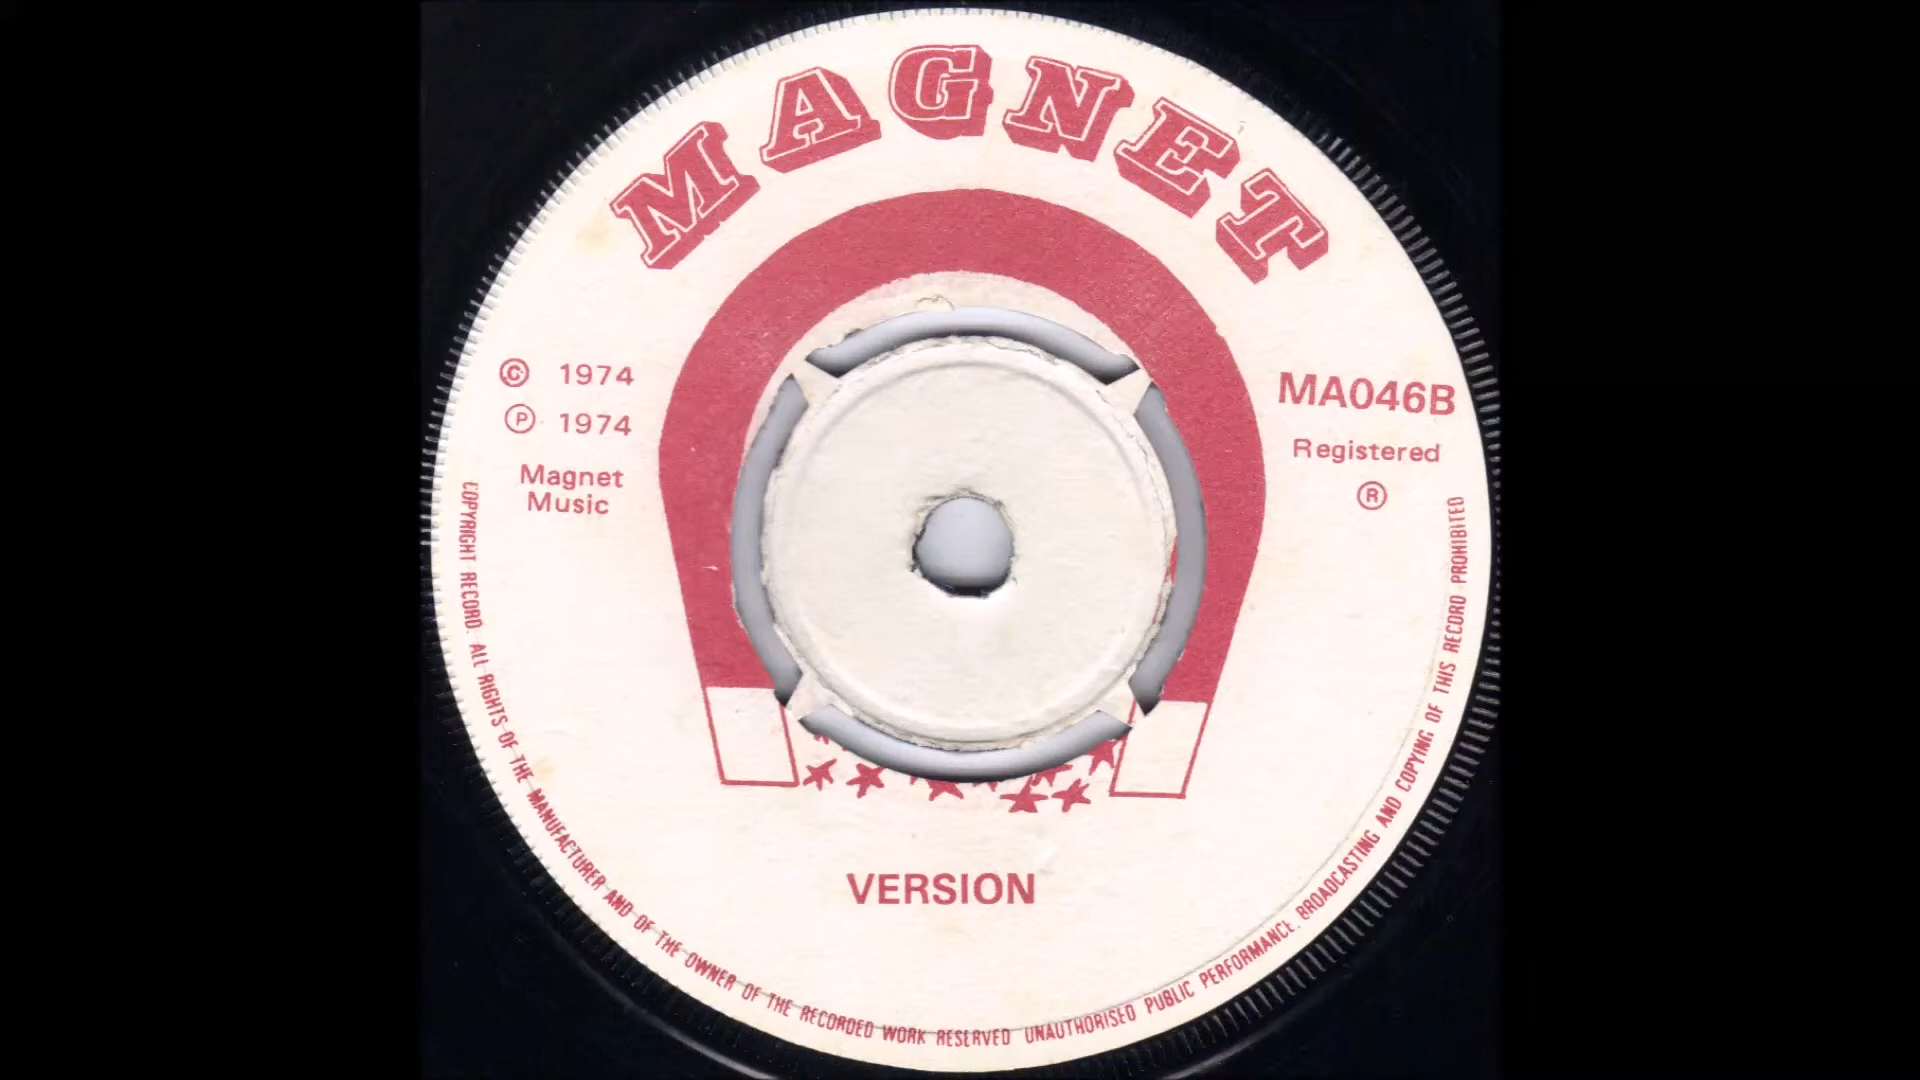 MAGNET
© 1974
℗ 1974
Magnet
Music
MA046B
Registered
®
VERSION
COPYRIGHT RECORD. ALL RIGHTS OF THE MANUFACTURER AND OF THE OWNER OF THE RECORDED WORK RESERVED UNAUTHORISED PUBLIC PERFORMANCE. BROADCASTING AND COPYING OF THIS RECORD PROHIBITED